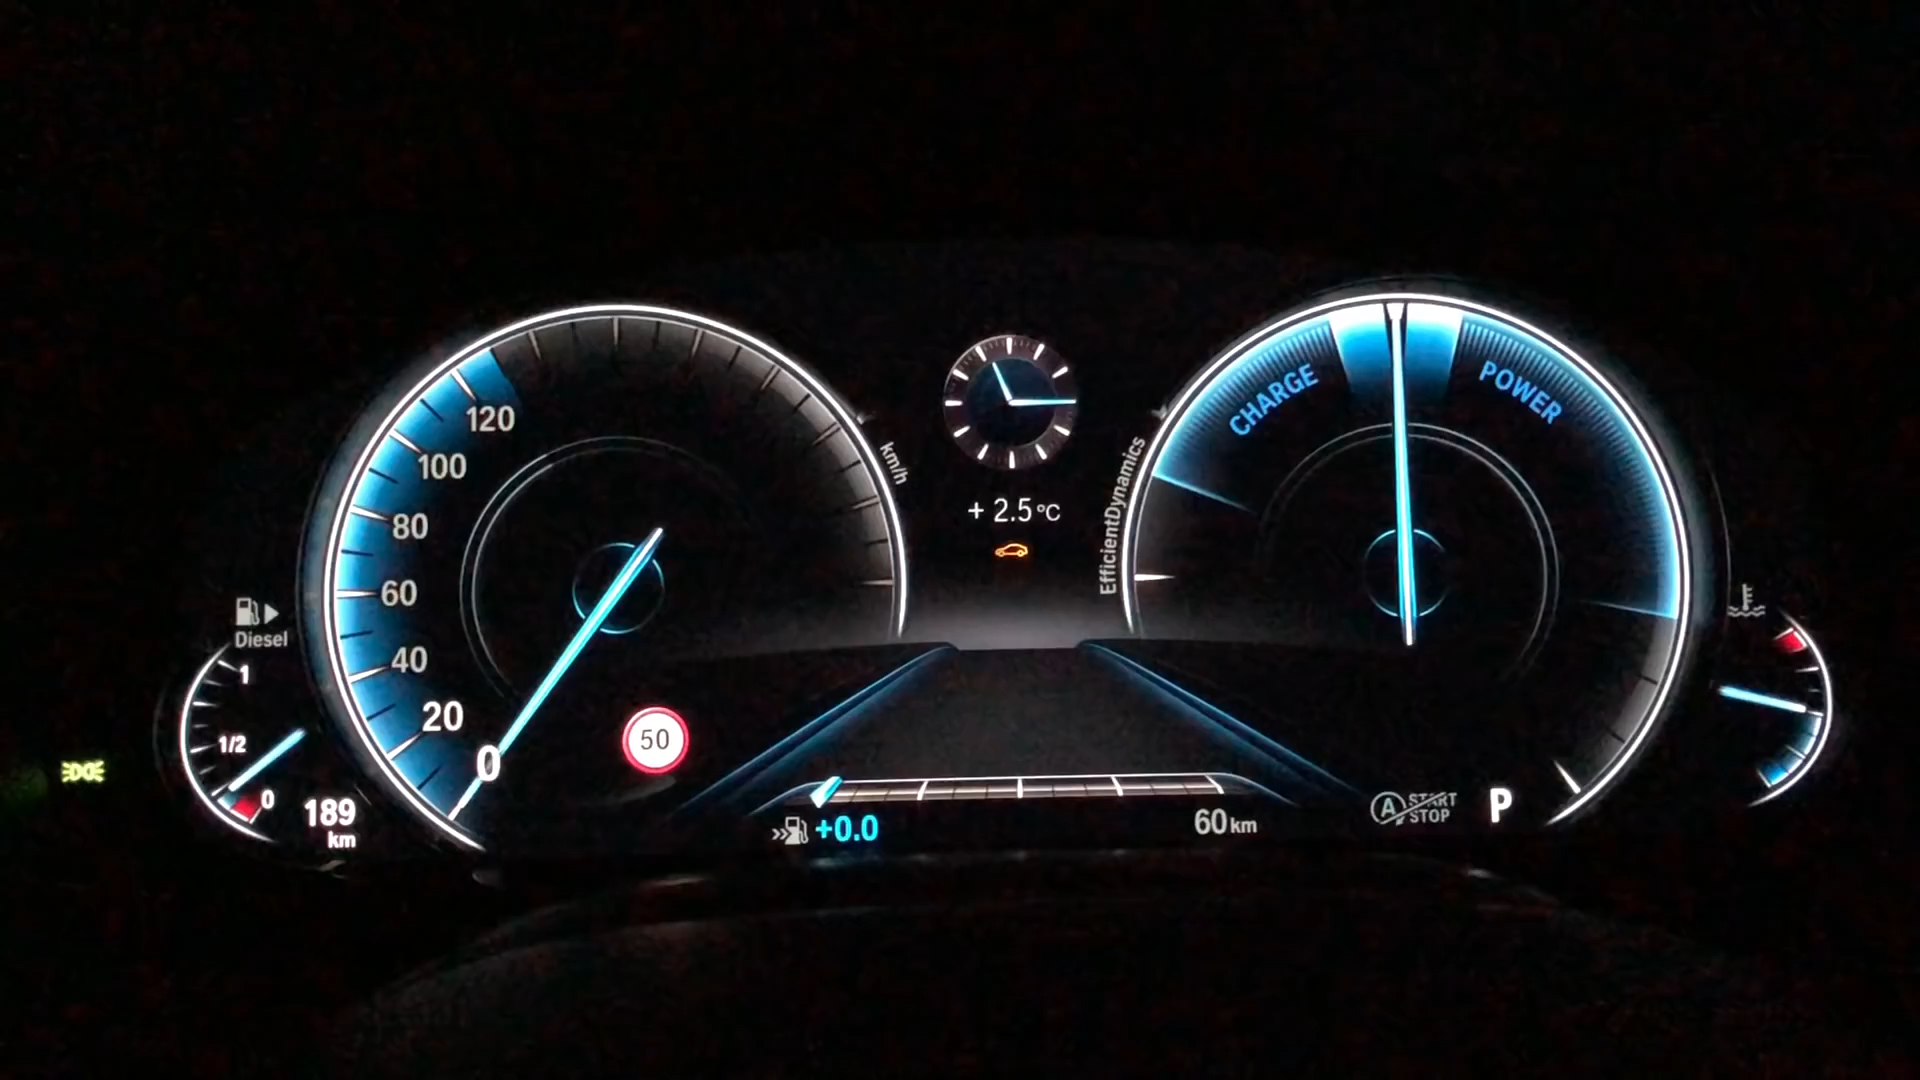 120
100
80
60
40
20
0
km/h
Diesel
1
1/2
0
189
km
50
+ 2.5 °C
+0.0
60 km
EfficientDynamics
CHARGE
POWER
A START
STOP
P